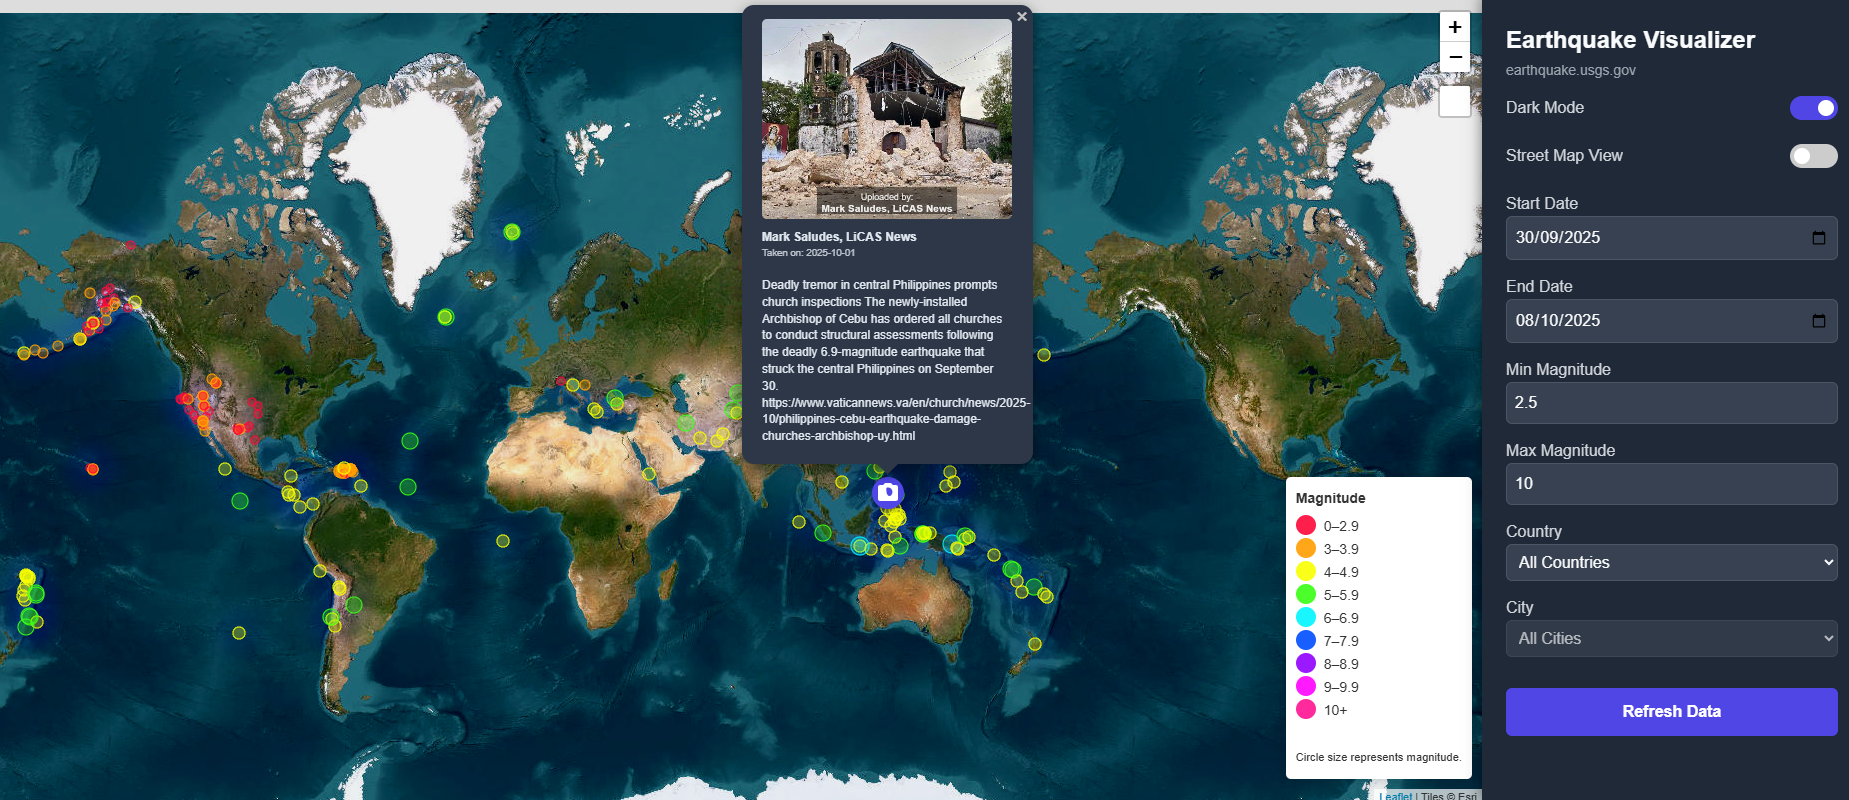 Uploaded by:
Mark Saludes, LiCAS News
×
Mark Saludes, LiCAS News
Taken on: 2025-10-01
Deadly tremor in central Philippines prompts
church inspections The newly-installed
Archbishop of Cebu has ordered all churches
to conduct structural assessments following
the deadly 6.9-magnitude earthquake that
struck the central Philippines on September
30.
https://www.vaticannews.va/en/church/news/2025-
10/philippines-cebu-earthquake-damage-
churches-archbishop-uy.html
+
−
Magnitude
0–2.9
3–3.9
4–4.9
5–5.9
6–6.9
7–7.9
8–8.9
9–9.9
10+
Circle size represents magnitude.
Leaflet | Tiles © Esri
Earthquake Visualizer
earthquake.usgs.gov
Dark Mode
Street Map View
Start Date
30/09/2025
End Date
08/10/2025
Min Magnitude
2.5
Max Magnitude
10
Country
All Countries
City
All Cities
Refresh Data